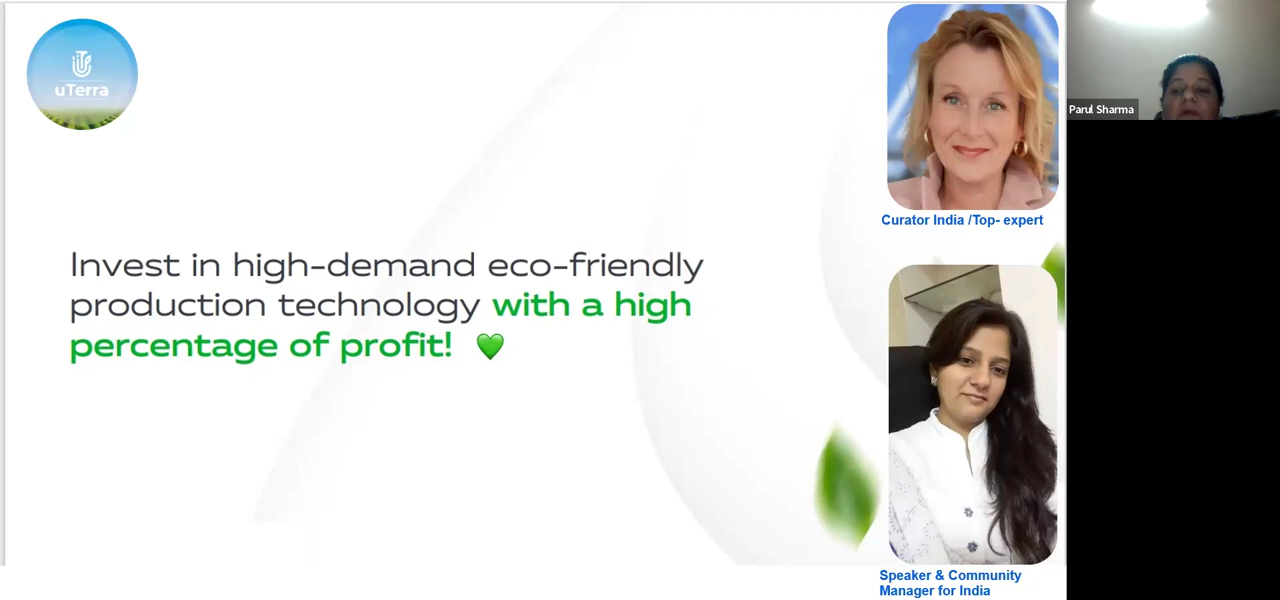 uTerra
Invest in high-demand eco-friendly
production technology with a high
percentage of profit! 💚
Curator India /Top- expert
Speaker & Community
Manager for India
Parul Sharma